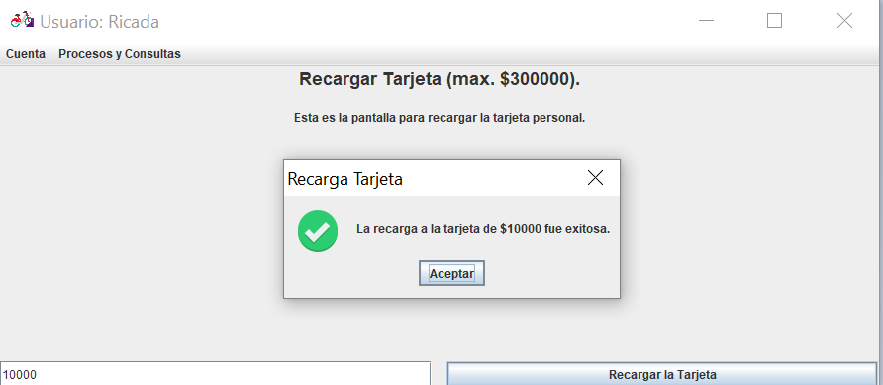 Usuario: Ricada
Cuenta Procesos y Consultas
Recargar Tarjeta (max. $300000).
Esta es la pantalla para recargar la tarjeta personal.
Recarga Tarjeta
La recarga a la tarjeta de $10000 fue exitosa.
Aceptar
10000 Recargar la Tarjeta